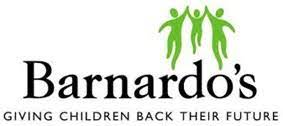 Barnardo's
GIVING CHILDREN BACK THEIR FUTURE